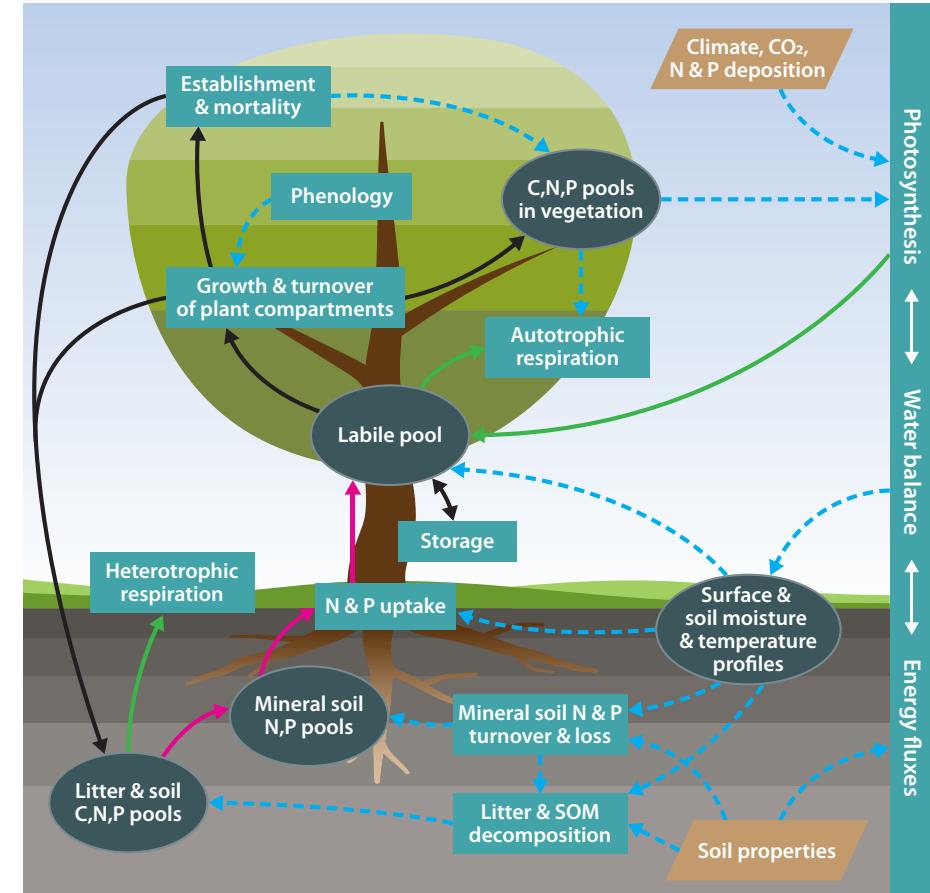 Climate, CO₂,
N & P deposition
Establishment
& mortality
Photosynthesis
Phenology
C,N,P pools
in vegetation
Growth & turnover
of plant compartments
Autotrophic
respiration
Labile pool
Water balance
Storage
Heterotrophic
respiration
N & P uptake
Surface &
soil moisture
& temperature
profiles
Energy fluxes
Mineral soil
N,P pools
Mineral soil N & P
turnover & loss
Litter & soil
C,N,P pools
Litter & SOM
decomposition
Soil properties